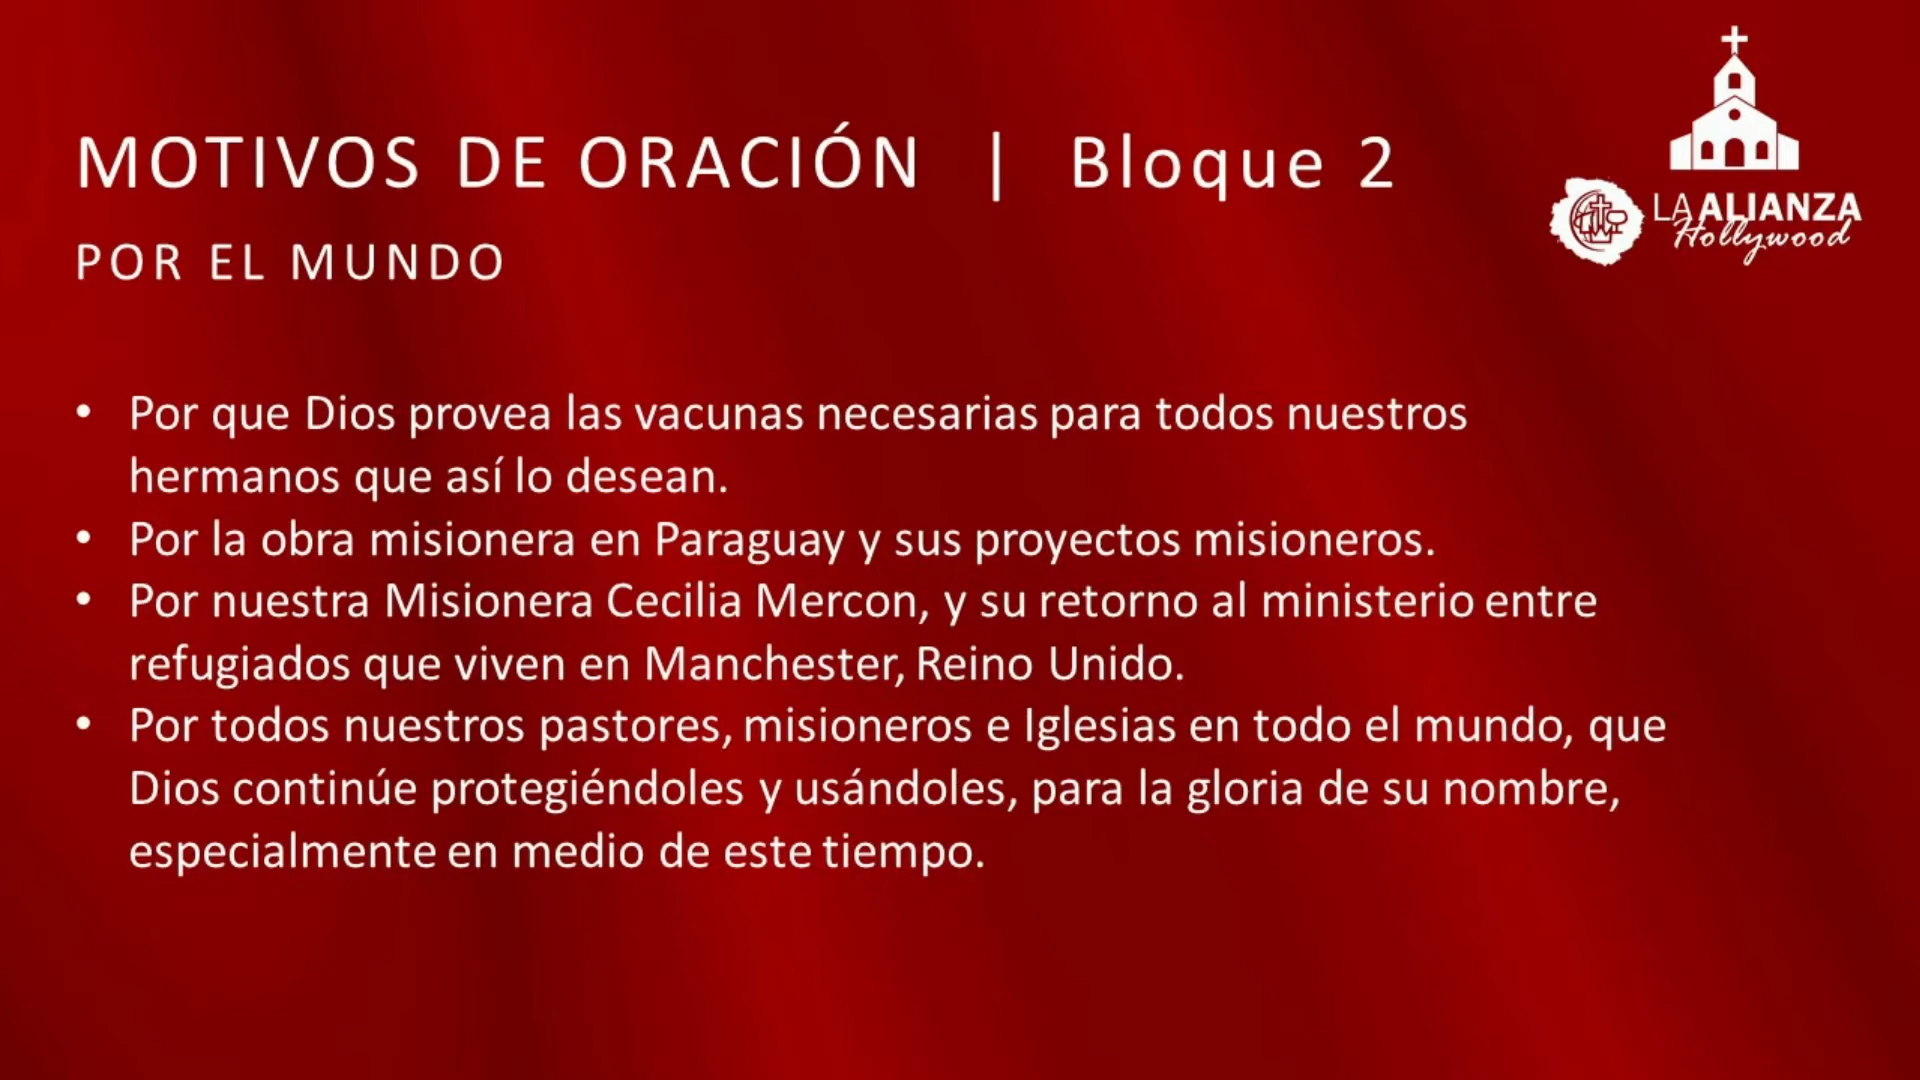 MOTIVOS DE ORACIÓN | Bloque 2
POR EL MUNDO
LA ALIANZA
Hollywood
• Por que Dios provea las vacunas necesarias para todos nuestros
hermanos que así lo desean.
• Por la obra misionera en Paraguay y sus proyectos misioneros.
• Por nuestra Misionera Cecilia Mercon, y su retorno al ministerio entre
refugiados que viven en Manchester, Reino Unido.
• Por todos nuestros pastores, misioneros e Iglesias en todo el mundo, que
Dios continúe protegiéndoles y usándoles, para la gloria de su nombre,
especialmente en medio de este tiempo.